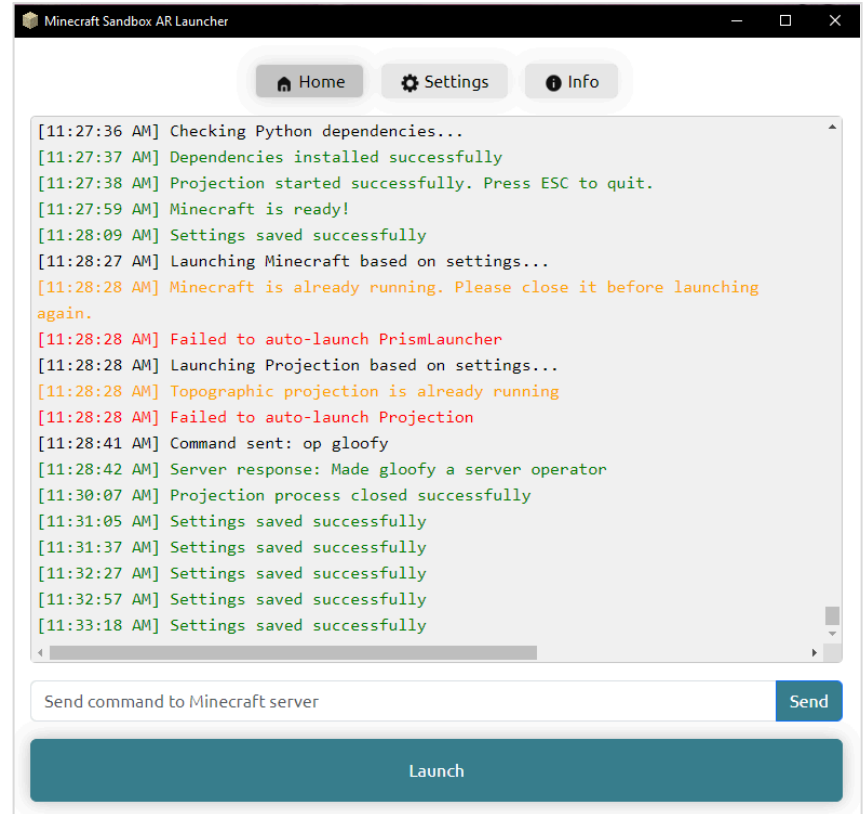 Minecraft Sandbox AR Launcher
Home Settings Info
[11:27:36 AM] Checking Python dependencies...
[11:27:37 AM] Dependencies installed successfully
[11:27:38 AM] Projection started successfully. Press ESC to quit.
[11:27:59 AM] Minecraft is ready!
[11:28:09 AM] Settings saved successfully
[11:28:27 AM] Launching Minecraft based on settings...
[11:28:28 AM] Minecraft is already running. Please close it before launching
again.
[11:28:28 AM] Failed to auto-launch PrismLauncher
[11:28:28 AM] Launching Projection based on settings...
[11:28:28 AM] Topographic projection is already running
[11:28:28 AM] Failed to auto-launch Projection
[11:28:41 AM] Command sent: op gloofy
[11:28:42 AM] Server response: Made gloofy a server operator
[11:30:07 AM] Projection process closed successfully
[11:31:05 AM] Settings saved successfully
[11:31:37 AM] Settings saved successfully
[11:32:27 AM] Settings saved successfully
[11:32:57 AM] Settings saved successfully
[11:33:18 AM] Settings saved successfully
Send command to Minecraft server Send
Launch